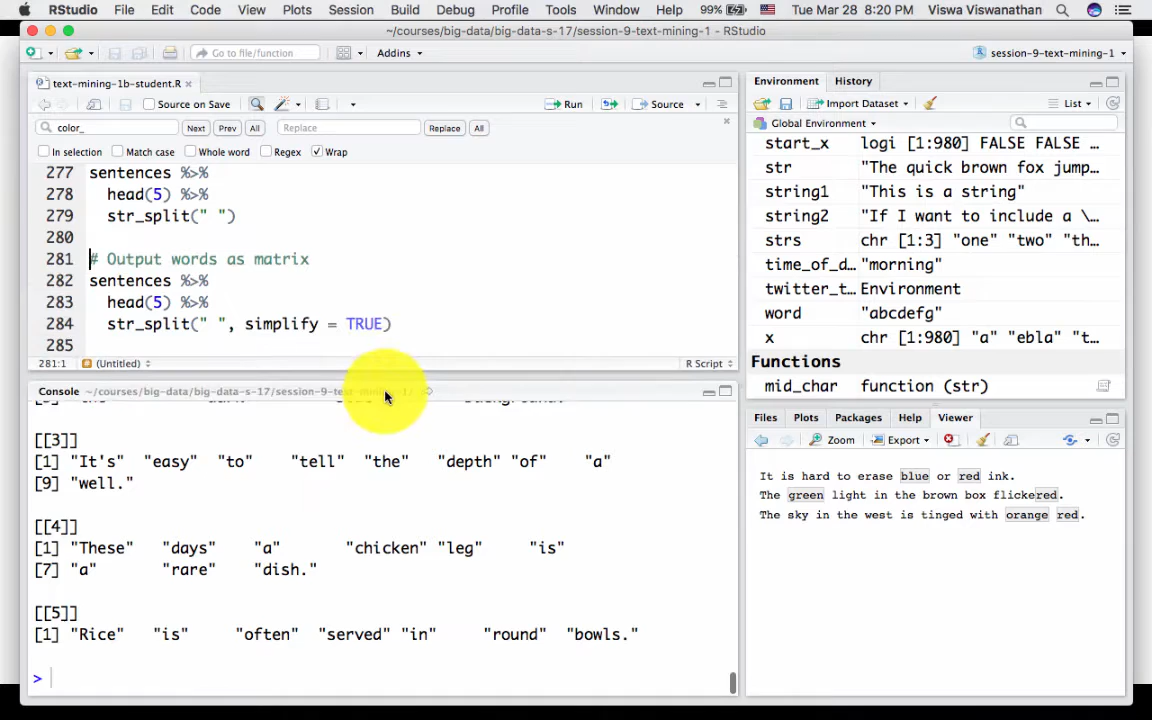 RStudio File Edit Code View Plots Session Build Debug Profile Tools Window Help 99% Tue Mar 28 8:20 PM Viswa Viswanathan
~/courses/big-data/big-data-s-17/session-9-text-mining-1 - RStudio
Go to file/function Addins session-9-text-mining-1
text-mining-1b-student.R
Source on Save Run Source
color_ Next Prev All Replace Replace All
In selection Match case Whole word Regex Wrap
277 sentences %>%
278 head(5) %>%
279 str_split(" ")
280
281 # Output words as matrix
282 sentences %>%
283 head(5) %>%
284 str_split(" ", simplify = TRUE)
285
281:1 (Untitled) R Script
Console ~/courses/big-data/big-data-s-17/session-9-text-mining-1/
[[3]]
[1] "It's" "easy" "to" "tell" "the" "depth" "of" "a"
[9] "well."
[[4]]
[1] "These" "days" "a" "chicken" "leg" "is"
[7] "a" "rare" "dish."
[[5]]
[1] "Rice" "is" "often" "served" "in" "round" "bowls."
>
Environment History
Import Dataset List
Global Environment
start_x logi [1:980] FALSE FALSE …
str "The quick brown fox jump…
string1 "This is a string"
string2 "If I want to include a \…
strs chr [1:3] "one" "two" "th…
time_of_d… "morning"
twitter_t… Environment
word "abcdefg"
x chr [1:980] "a" "ebla" "t…
Functions
mid_char function (str)
Files Plots Packages Help Viewer
Zoom Export
It is hard to erase blue or red ink.
The green light in the brown box flickered.
The sky in the west is tinged with orange red.